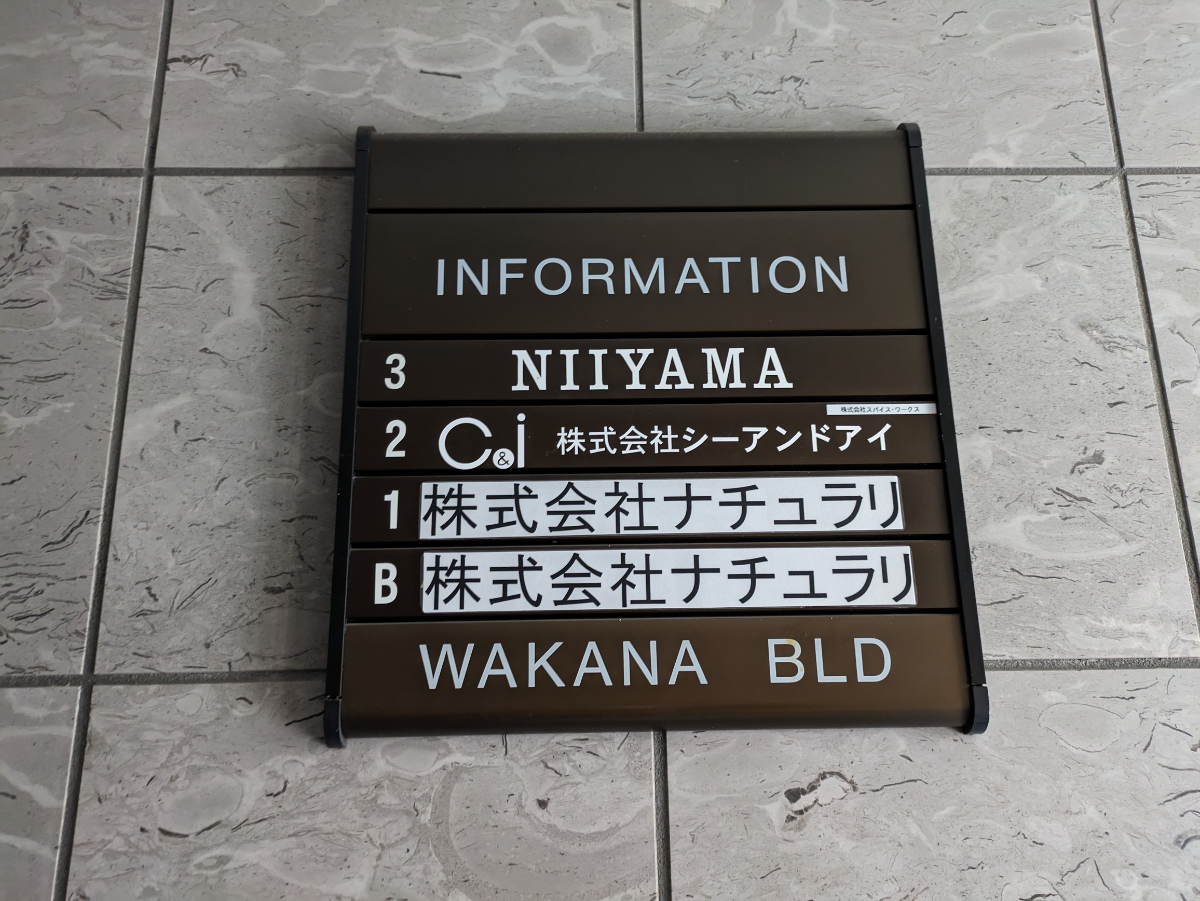 INFORMATION
3 NIIYAMA
株式会社スパイス・ワークス
2 C&i 株式会社シーアンドアイ
1 株式会社ナチュラリ
B 株式会社ナチュラリ
WAKANA BLD